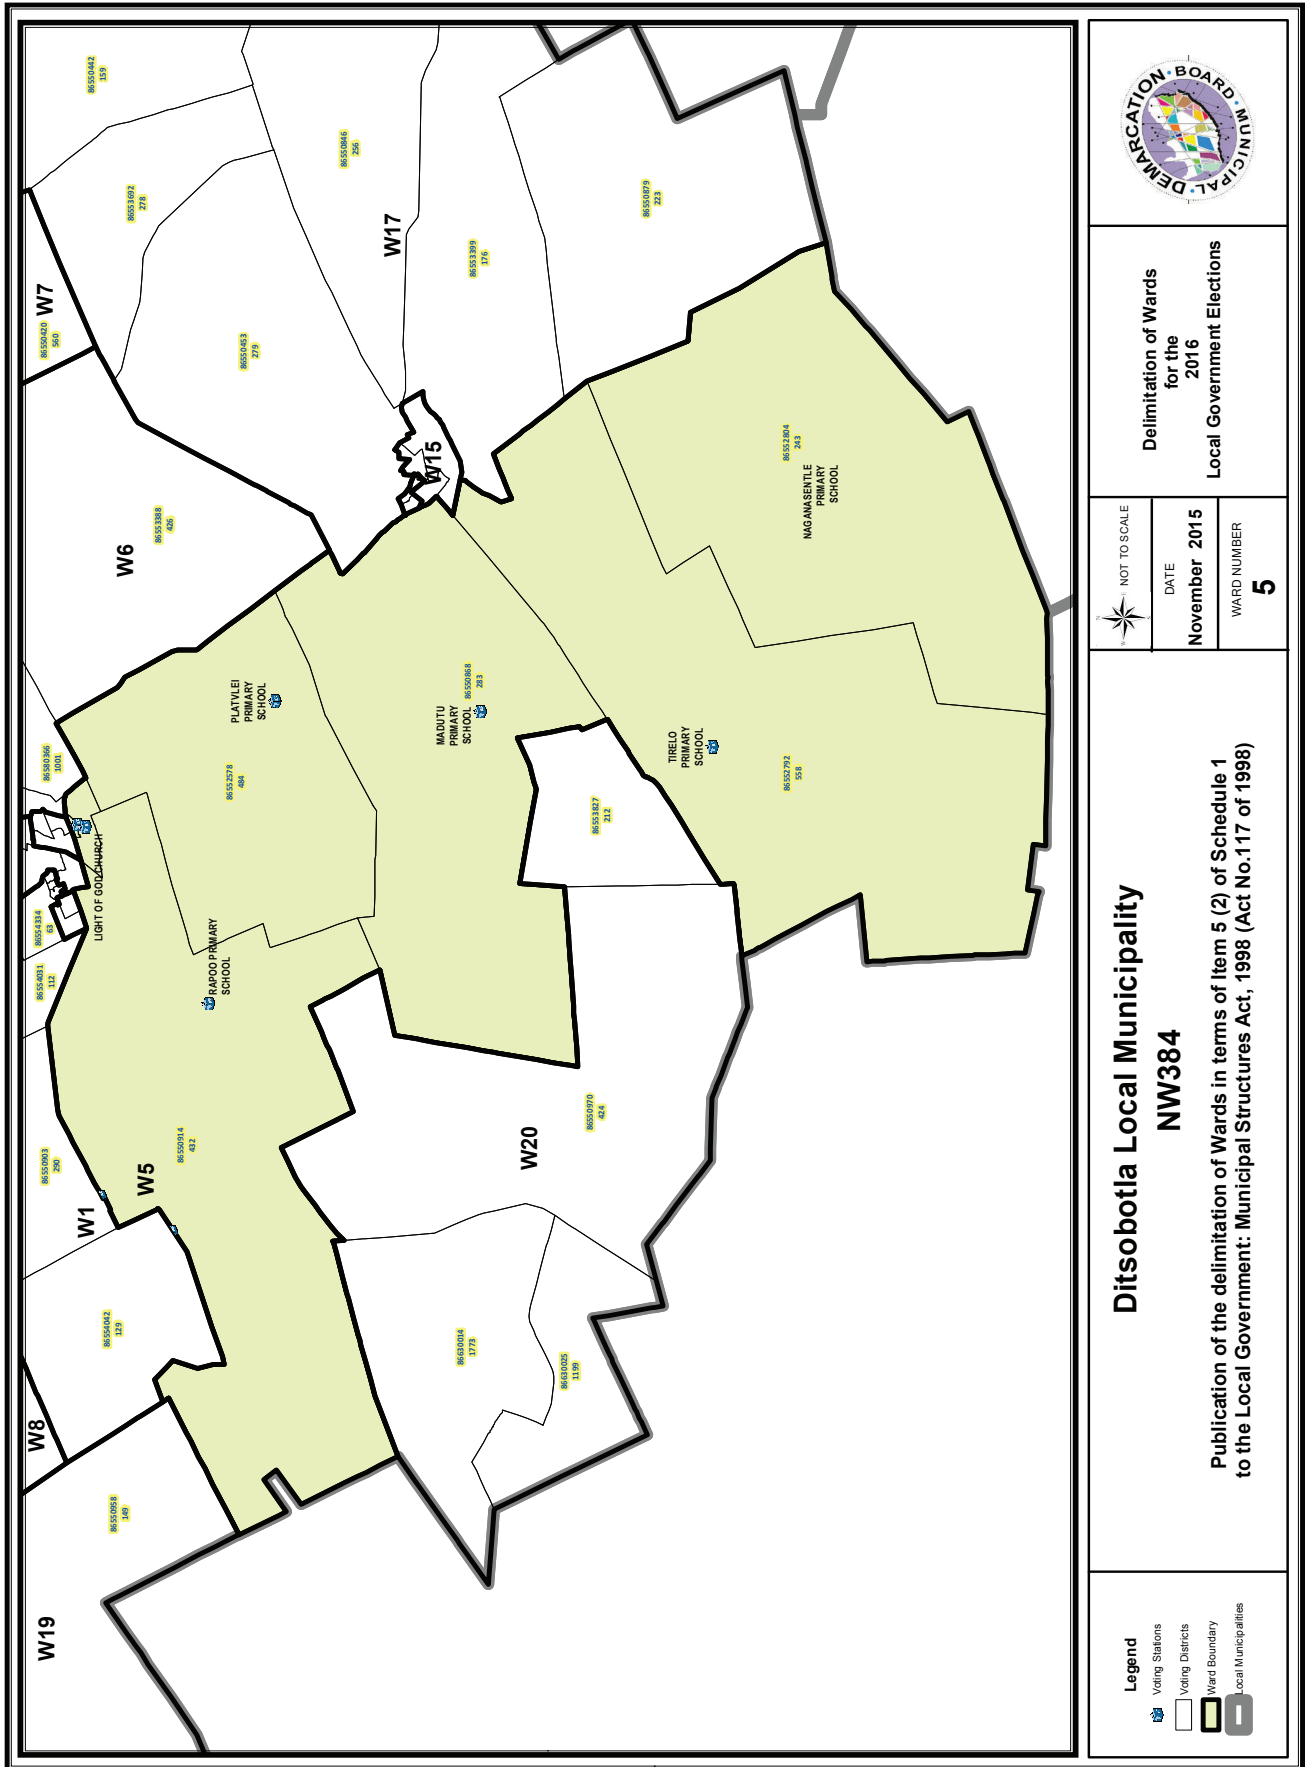 W19
W8
W1
W5
W20
W6
W7
W15
W17
86550958
149
86554042
129
86550903
290
86554031
112
86554334
63
86580366
1001
86553388
426
86550420
560
86553692
278
86550442
159
86550453
279
86550846
256
86553399
176
86550879
223
86550914
432
86552578
484
86550868
283
86553827
212
86552792
558
86552804
243
86550970
424
86630014
1773
86630025
1199
LIGHT OF GOD CHURCH
RAPOO PRIMARY
SCHOOL
PLATVLEI
PRIMARY
SCHOOL
MADUTU
PRIMARY
SCHOOL
TIRELO
PRIMARY
SCHOOL
NAGANASENTLE
PRIMARY
SCHOOL
Legend
Voting Stations
Voting Districts
Ward Boundary
Local Municipalities
Ditsobotla Local Municipality
NW384
Publication of the delimitation of Wards in terms of Item 5 (2) of Schedule 1
to the Local Government: Municipal Structures Act, 1998 (Act No.117 of 1998)
N
W
E
S
NOT TO SCALE
DATE
November 2015
WARD NUMBER
5
Delimitation of Wards
for the
2016
Local Government Elections
MUNICIPAL • DEMARCATION • BOARD •